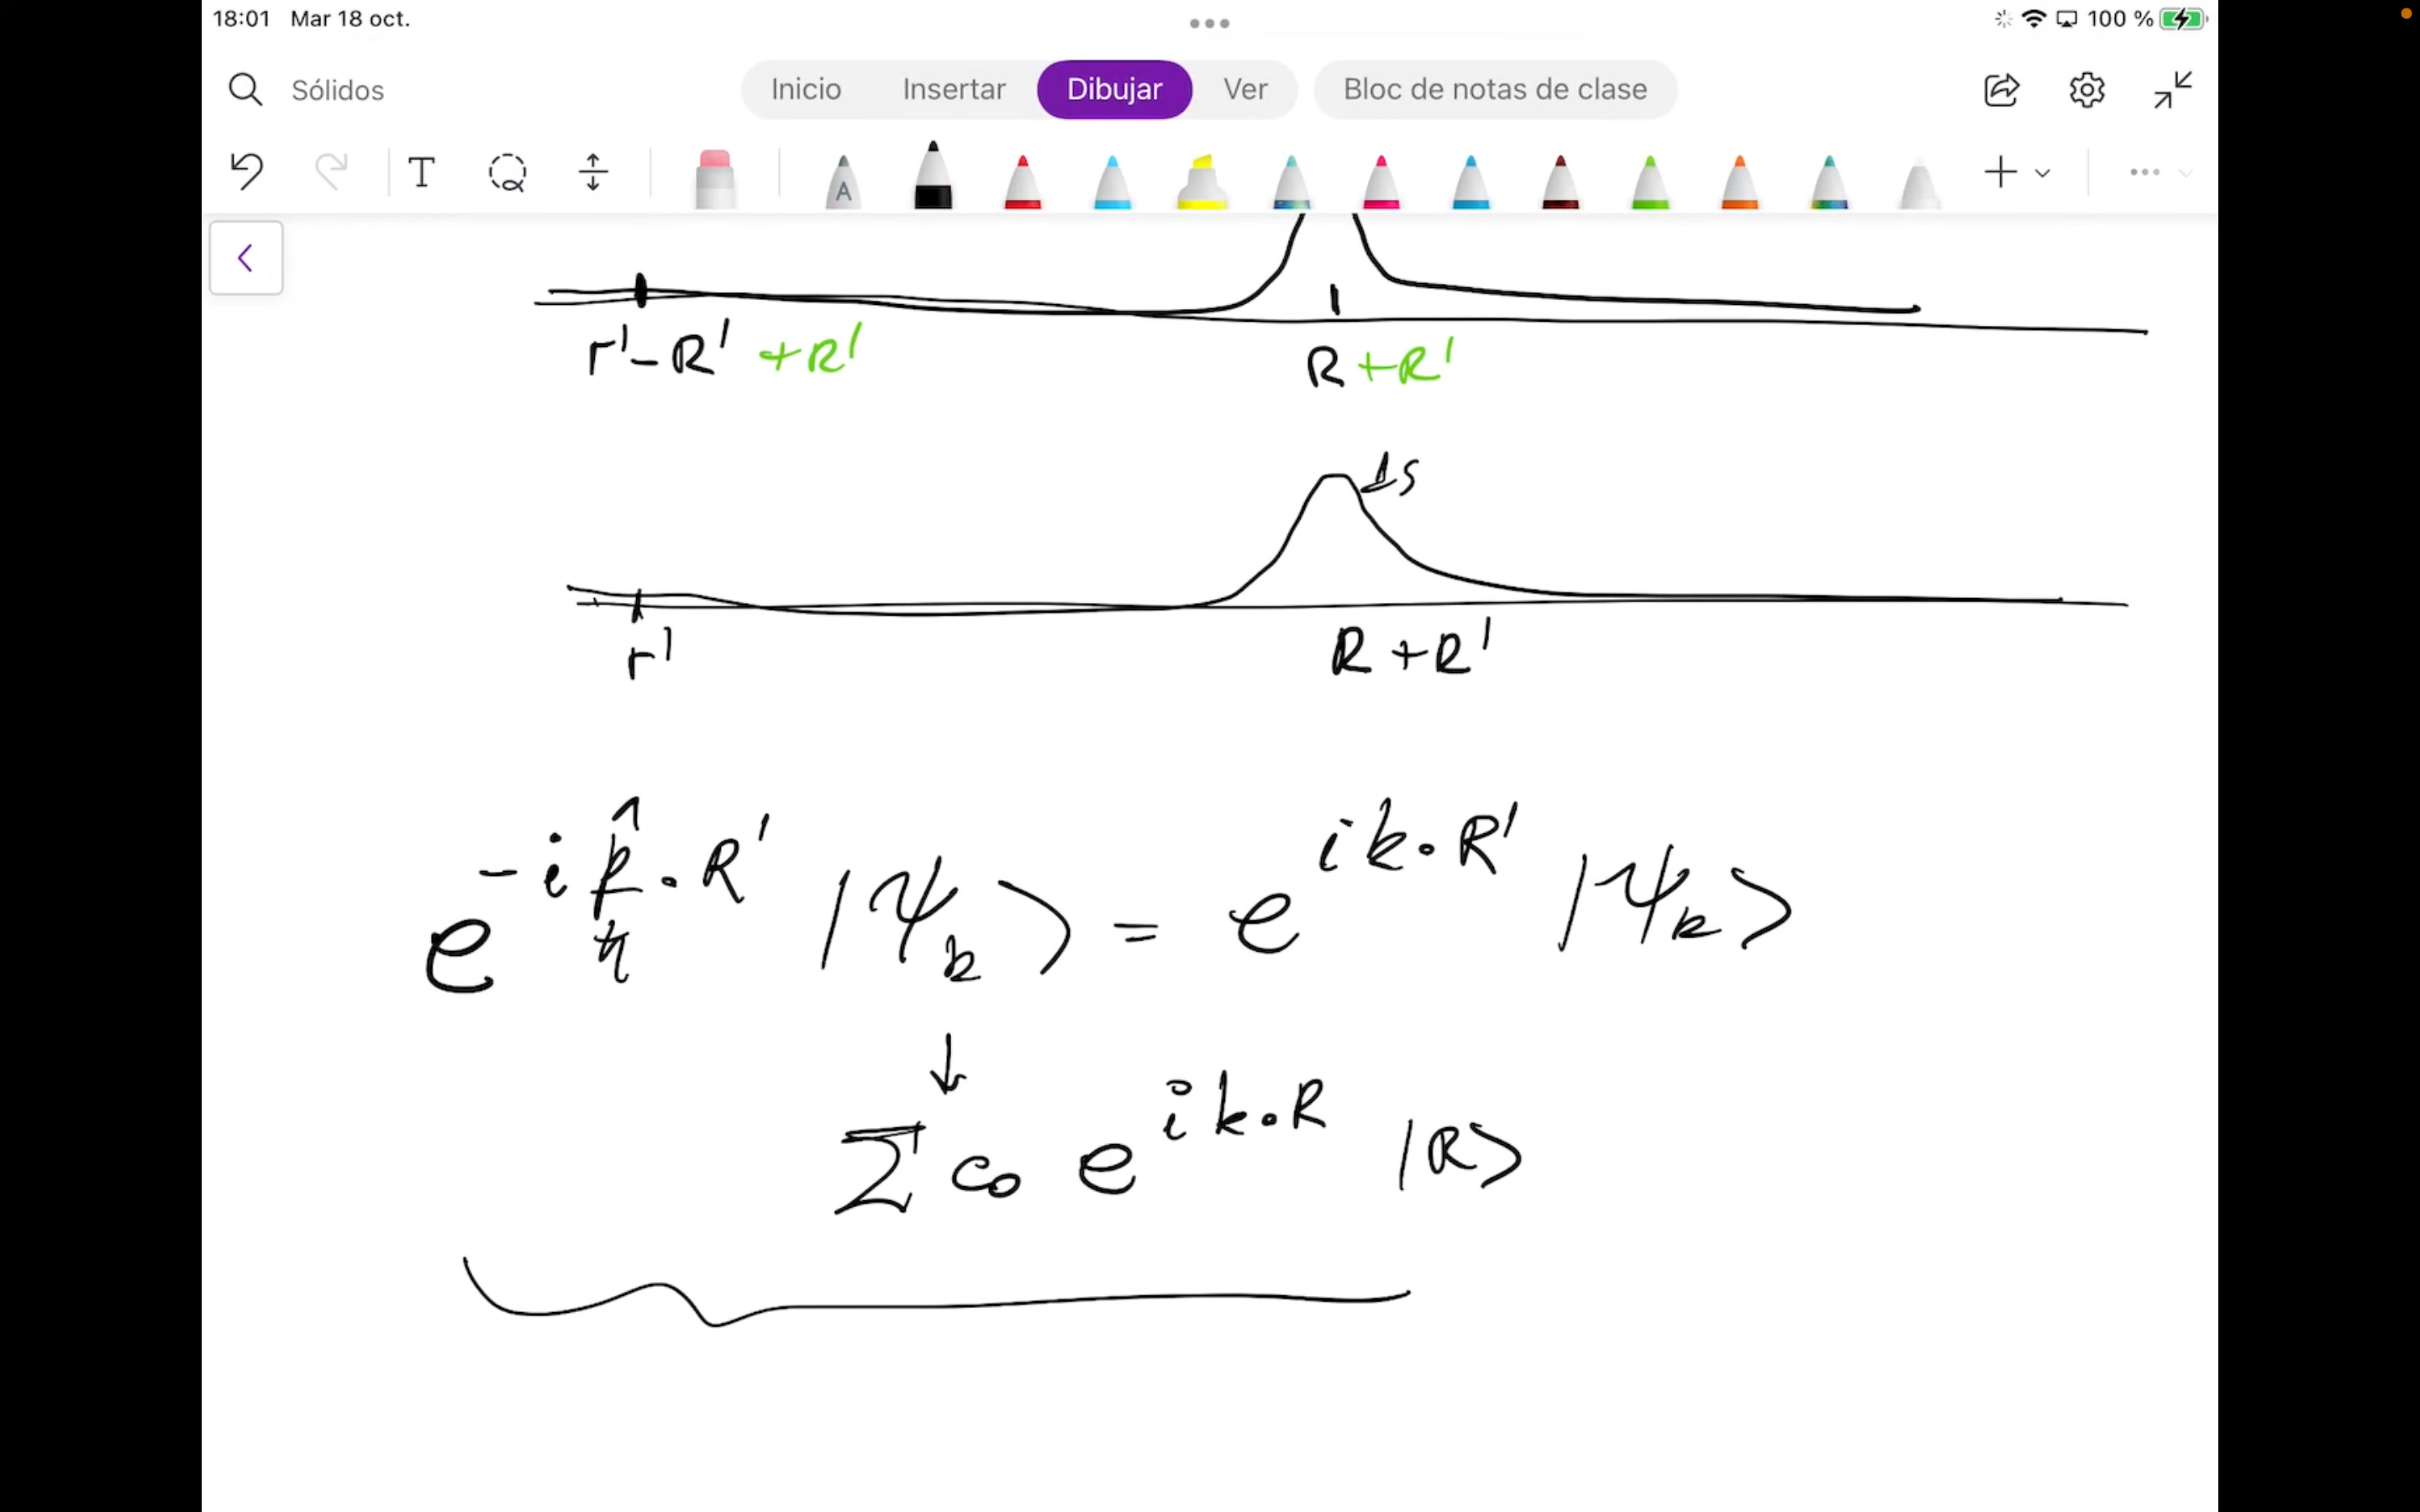 18:01 Mar 18 oct. 100 %
Sólidos Inicio Insertar Dibujar Ver Bloc de notas de clase
T A
r' - R' + R' R + R'
1s
r' R + R'
e^{-i p̂/ħ · R'} |ψ_k> = e^{ik·R'} |ψ_k>
↓
Σ c₀ e^{ik·R} |R>